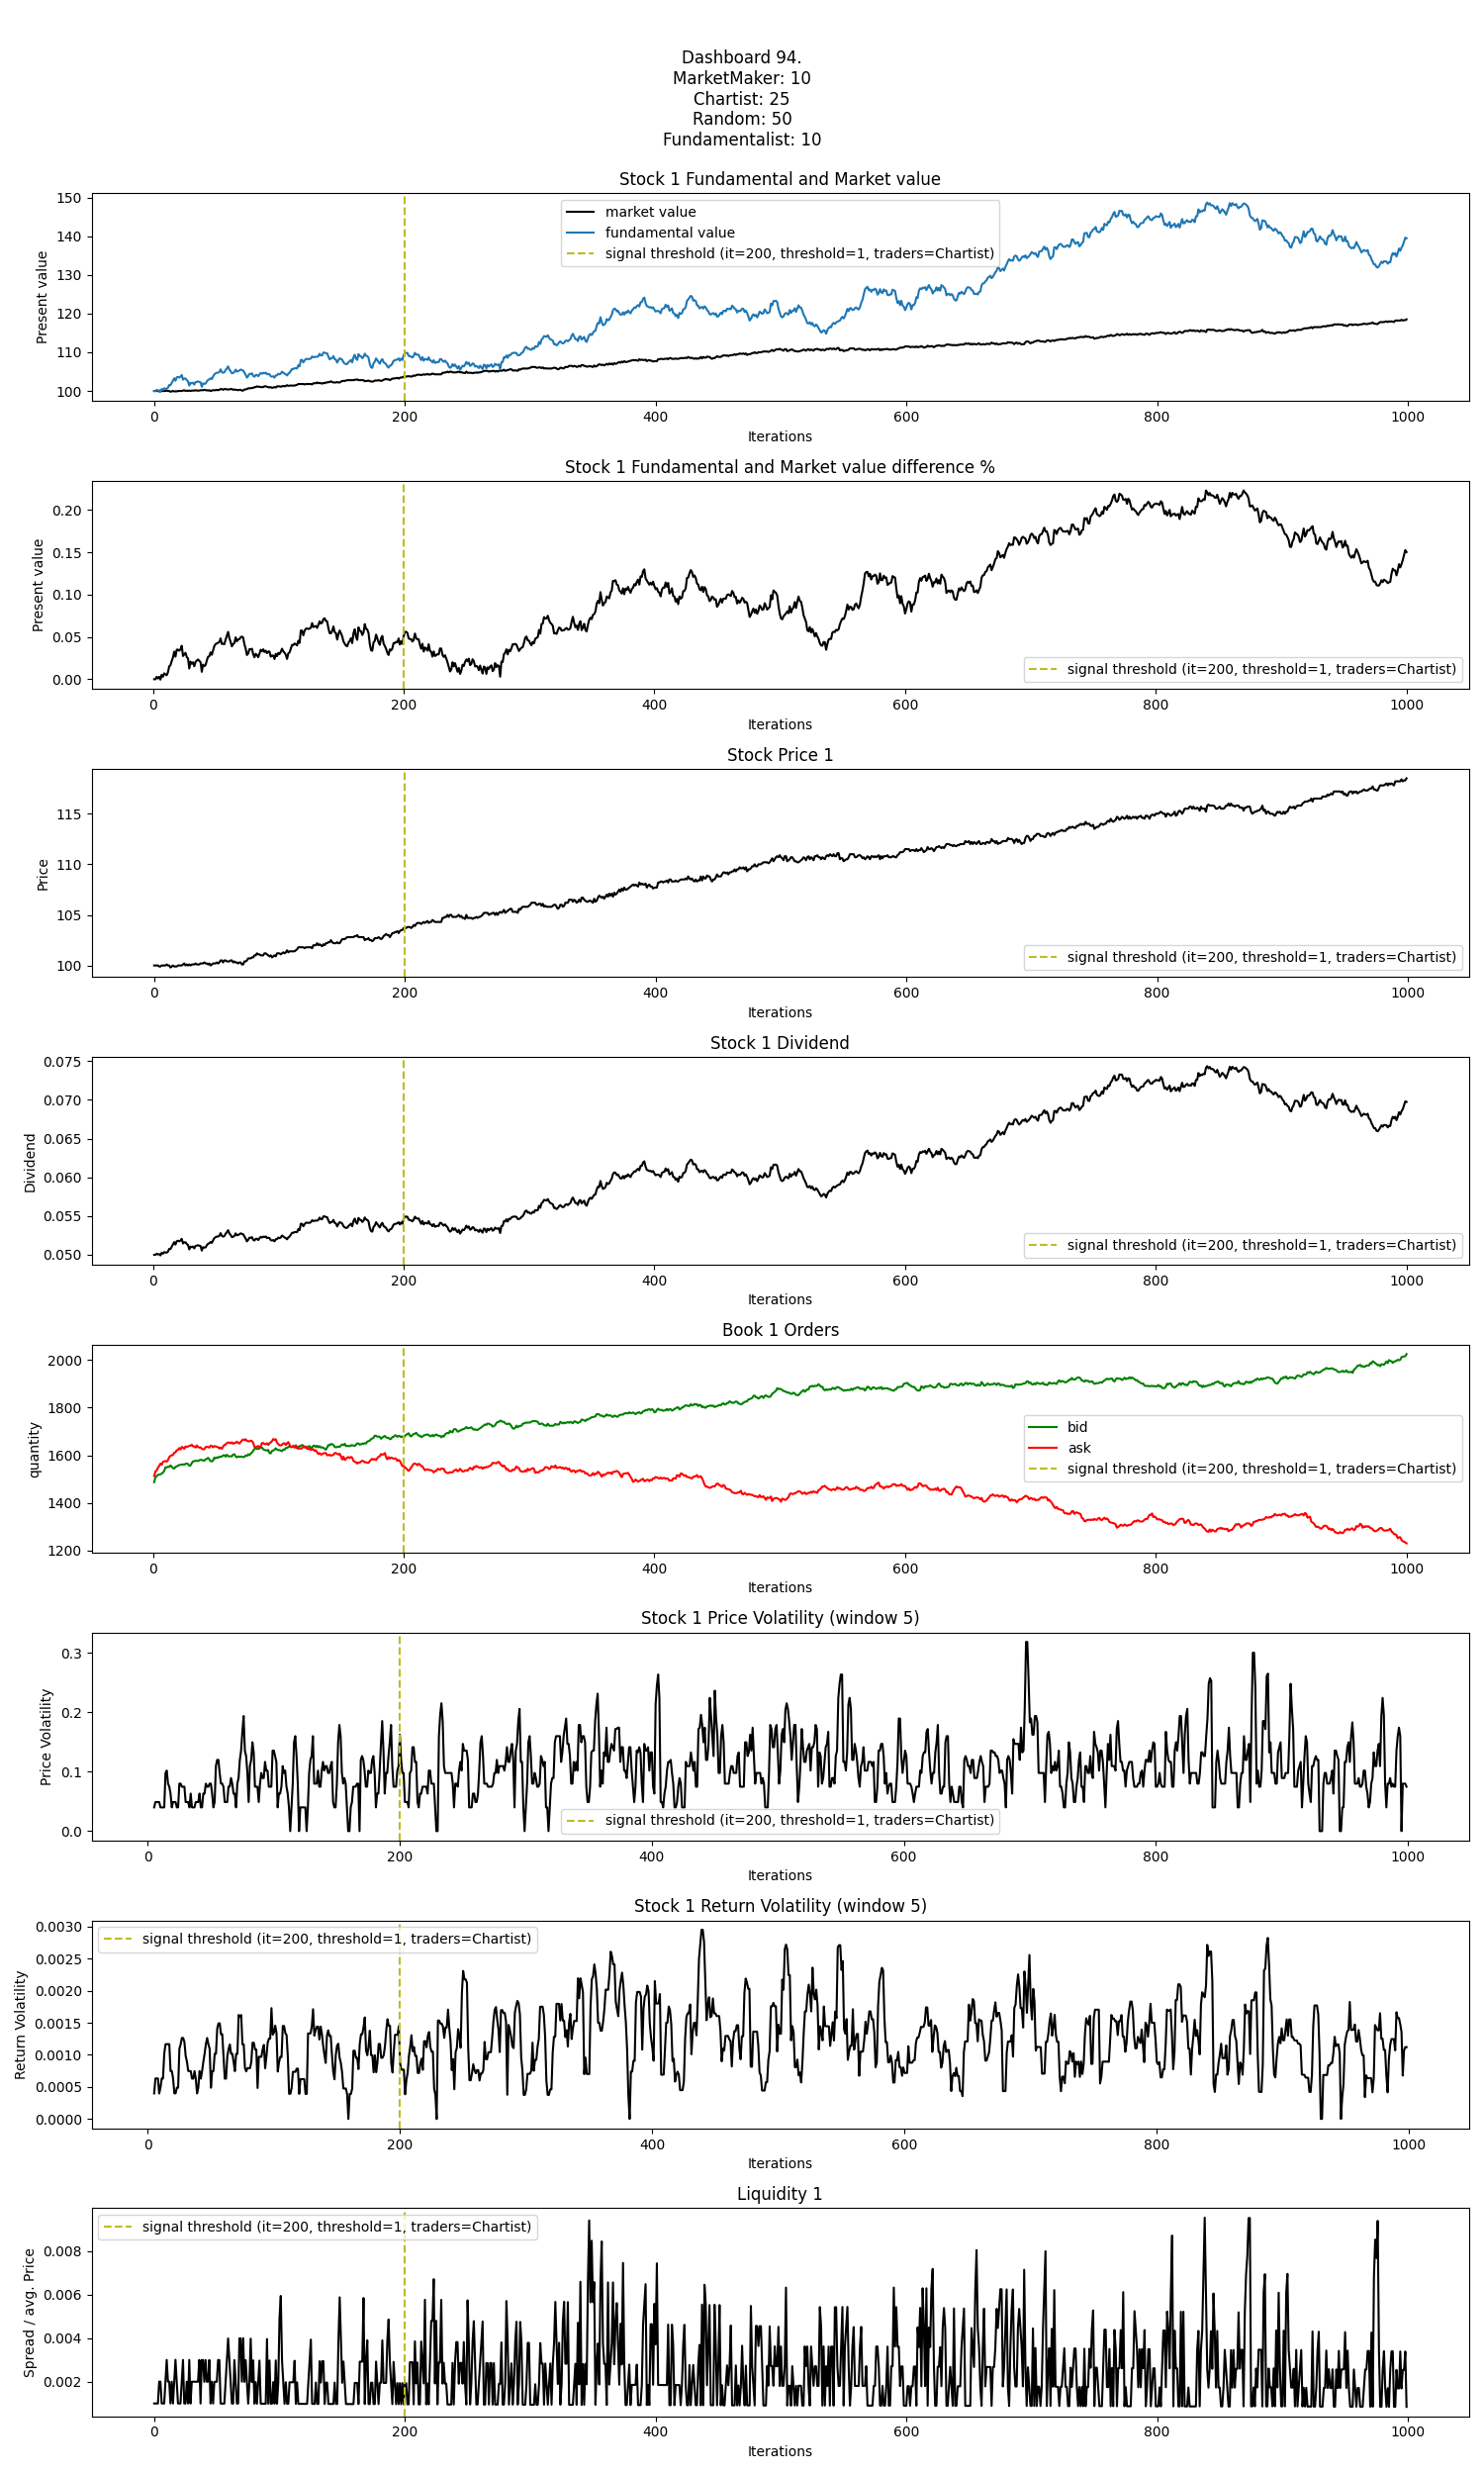 Dashboard 94.
MarketMaker: 10
Chartist: 25
Random: 50
Fundamentalist: 10
Stock 1 Fundamental and Market value
150
140
130
120
110
100
Present value
market value
fundamental value
signal threshold (it=200, threshold=1, traders=Chartist)
0 200 400 600 800 1000
Iterations
Stock 1 Fundamental and Market value difference %
0.20
0.15
0.10
0.05
0.00
Present value
signal threshold (it=200, threshold=1, traders=Chartist)
0 200 400 600 800 1000
Iterations
Stock Price 1
115
110
105
100
Price
signal threshold (it=200, threshold=1, traders=Chartist)
0 200 400 600 800 1000
Iterations
Stock 1 Dividend
0.075
0.070
0.065
0.060
0.055
0.050
Dividend
signal threshold (it=200, threshold=1, traders=Chartist)
0 200 400 600 800 1000
Iterations
Book 1 Orders
2000
1800
1600
1400
1200
quantity
bid
ask
signal threshold (it=200, threshold=1, traders=Chartist)
0 200 400 600 800 1000
Iterations
Stock 1 Price Volatility (window 5)
0.3
0.2
0.1
0.0
Price Volatility
signal threshold (it=200, threshold=1, traders=Chartist)
0 200 400 600 800 1000
Iterations
Stock 1 Return Volatility (window 5)
0.0030
0.0025
0.0020
0.0015
0.0010
0.0005
0.0000
Return Volatility
signal threshold (it=200, threshold=1, traders=Chartist)
0 200 400 600 800 1000
Iterations
Liquidity 1
0.008
0.006
0.004
0.002
Spread / avg. Price
signal threshold (it=200, threshold=1, traders=Chartist)
0 200 400 600 800 1000
Iterations